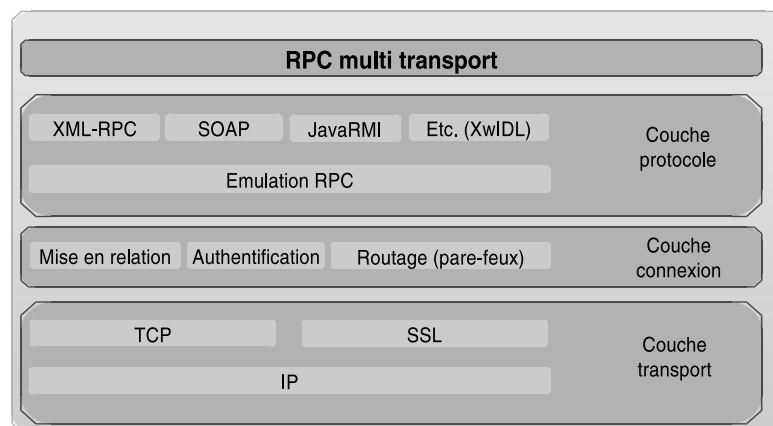 RPC multi transport
XML-RPC SOAP JavaRMI Etc. (XwIDL)
Couche
protocole
Emulation RPC
Mise en relation Authentification Routage (pare-feux)
Couche
connexion
TCP SSL
Couche
transport
IP